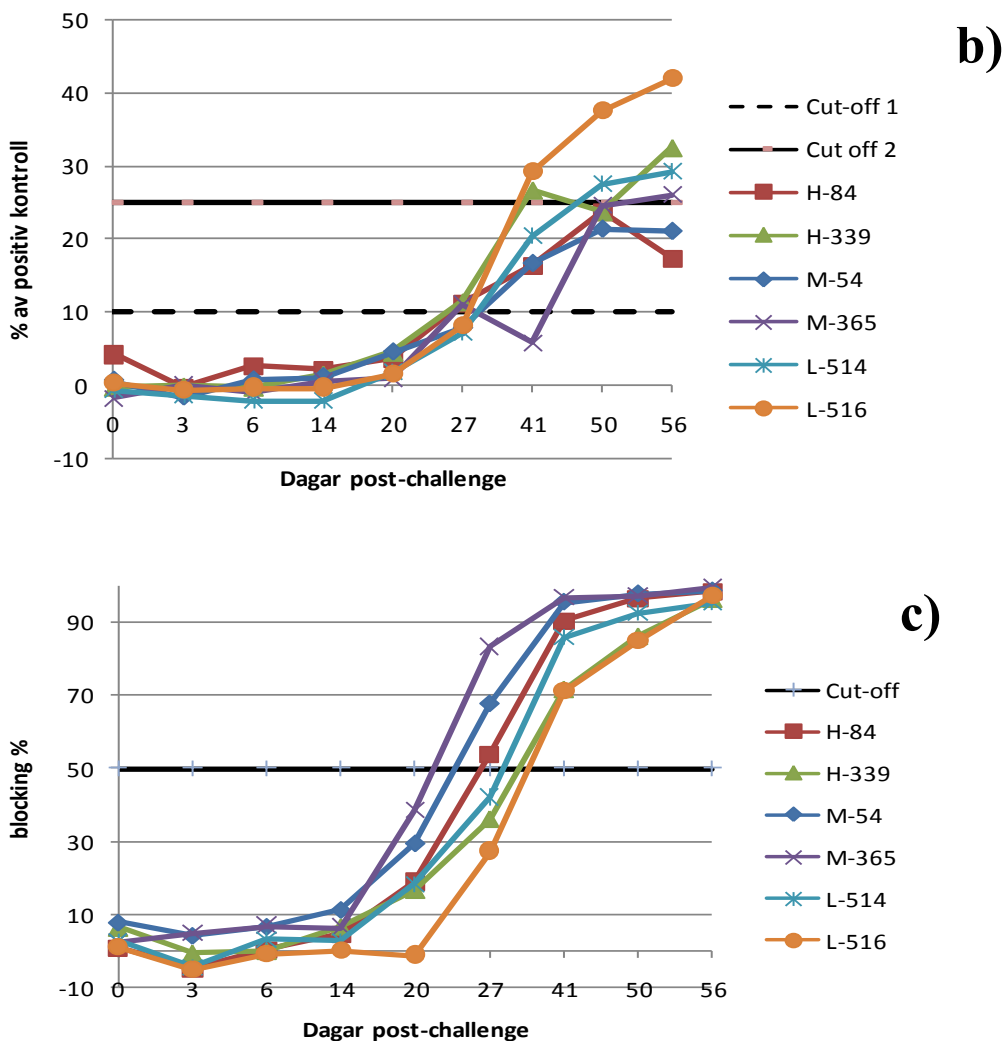 b)
50
40
30
20
10
0
-10
% av positiv kontroll
0 3 6 14 20 27 41 50 56
Dagar post-challenge
Cut-off 1
Cut off 2
H-84
H-339
M-54
M-365
L-514
L-516
c)
90
70
50
30
10
-10
blocking %
0 3 6 14 20 27 41 50 56
Dagar post-challenge
Cut-off
H-84
H-339
M-54
M-365
L-514
L-516